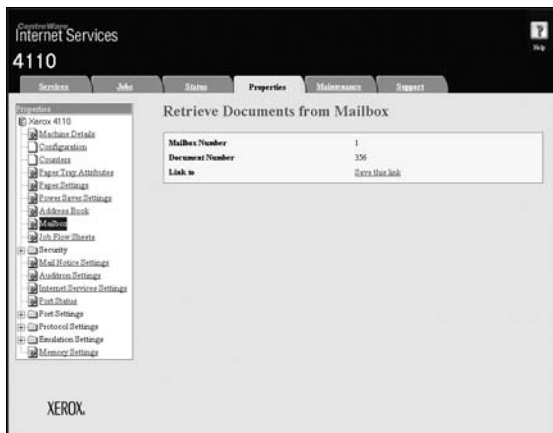 CentreWare
Internet Services
4110
Help
Services Jobs Status Properties Maintenance Support
Properties
Xerox 4110
Machine Details
Configuration
Counters
Paper Tray Attributes
Paper Settings
Power Saver Settings
Address Book
Mailbox
Job Flow Sheets
Security
Mail Notice Settings
Auditron Settings
Internet Services Settings
Port Status
Port Settings
Protocol Settings
Emulation Settings
Memory Settings
Retrieve Documents from Mailbox
Mailbox Number 1
Document Number 356
Link to Save this link
XEROX.